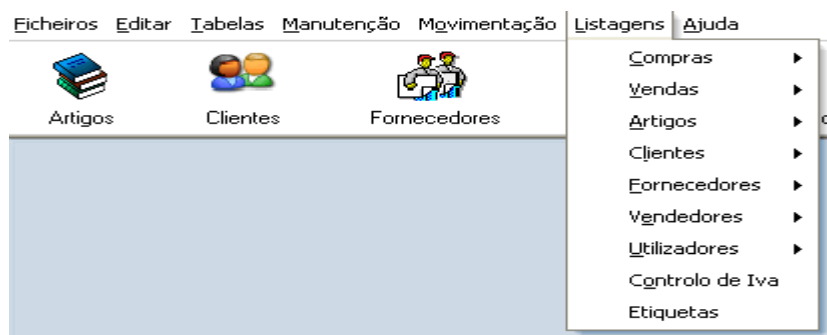 Ficheiros Editar Tabelas Manutenção Movimentação Listagens Ajuda
Artigos Clientes Fornecedores
Compras
Vendas
Artigos
Clientes
Fornecedores
Vendedores
Utilizadores
Controlo de Iva
Etiquetas